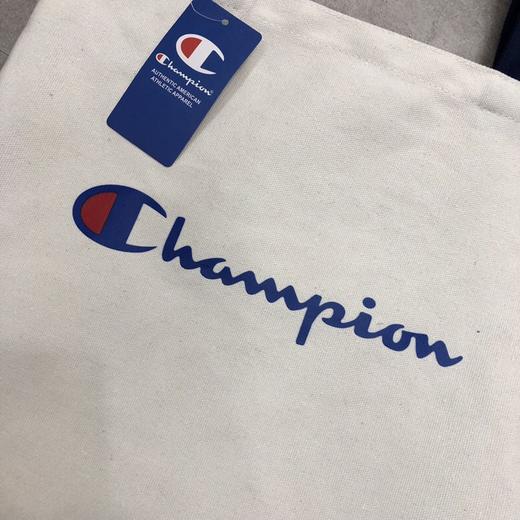 Champion®
AUTHENTIC AMERICAN
ATHLETIC APPAREL
Champion